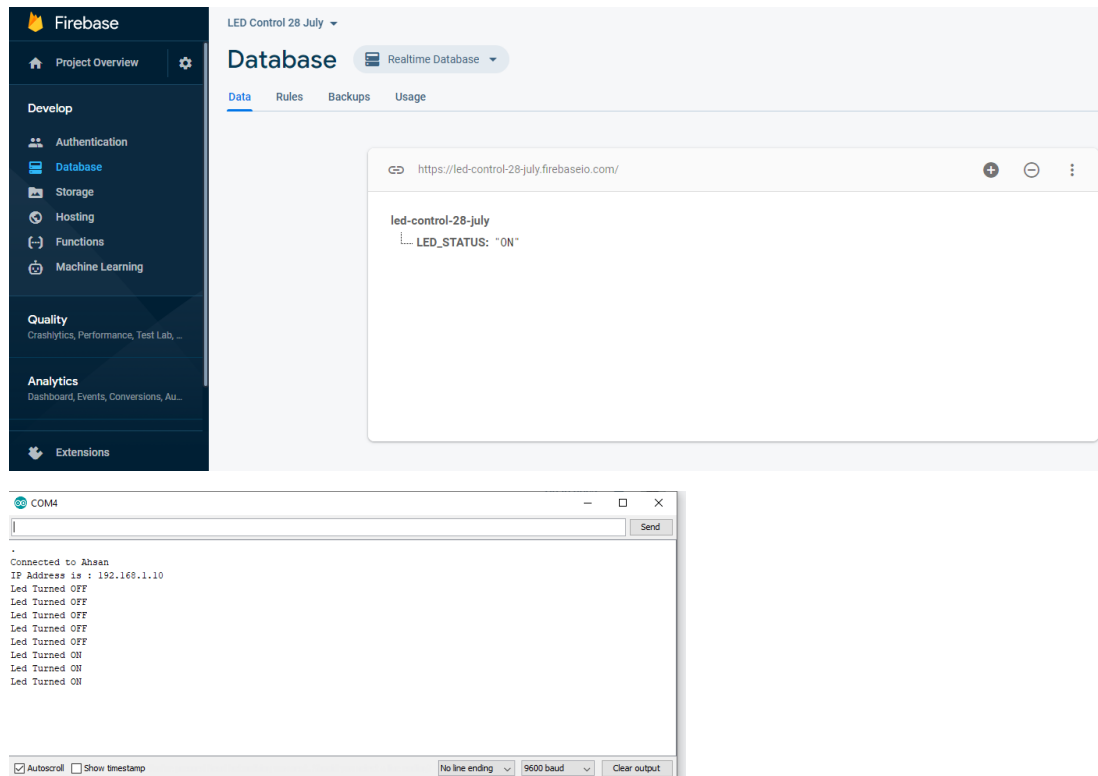 Firebase
LED Control 28 July
Project Overview
Database
Realtime Database
Data Rules Backups Usage
Develop
Authentication
Database
Storage
Hosting
Functions
Machine Learning
Quality
Crashlytics, Performance, Test Lab, ...
Analytics
Dashboard, Events, Conversions, Au...
Extensions
https://led-control-28-july.firebaseio.com/
led-control-28-july
LED_STATUS: "ON"
COM4
Send
.
Connected to Ahsan
IP Address is : 192.168.1.10
Led Turned OFF
Led Turned OFF
Led Turned OFF
Led Turned OFF
Led Turned OFF
Led Turned ON
Led Turned ON
Led Turned ON
Autoscroll Show timestamp No line ending 9600 baud Clear output